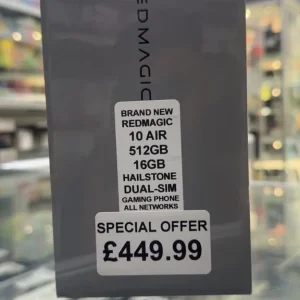 REDMAGIC
BRAND NEW
REDMAGIC
10 AIR
512GB
16GB
HAILSTONE
DUAL-SIM
GAMING PHONE
ALL NETWORKS
SPECIAL OFFER
£449.99